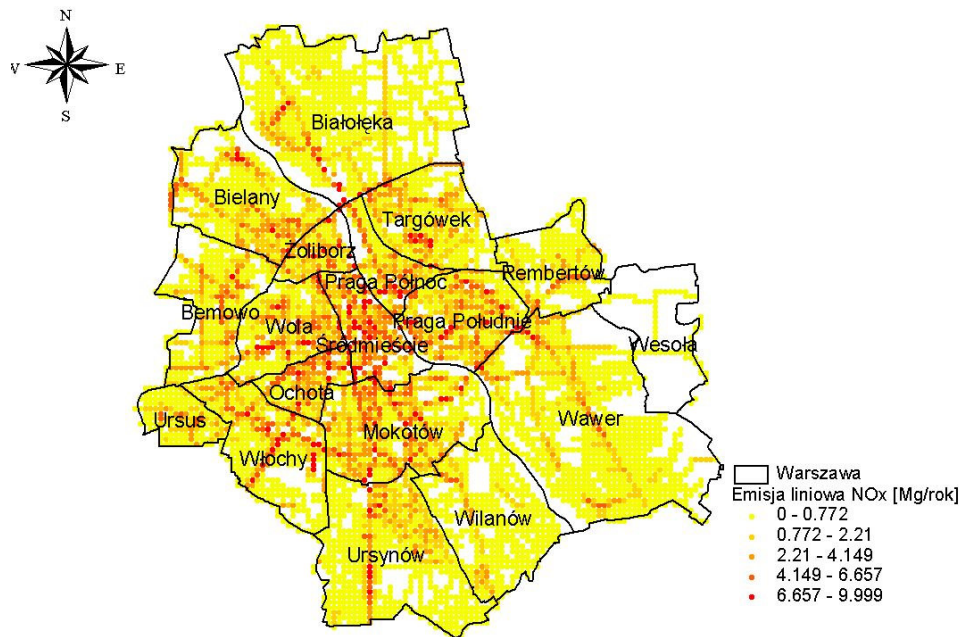 N
V
E
S
Białołęka
Bielany
Targówek
Żoliborz
Rembertów
Praga Północ
Bemowo
Wola
Praga Południe
Śródmieście
Wesoła
Ochota
Ursus
Mokotów
Wawer
Włochy
Wilanów
Ursynów
Warszawa
Emisja liniowa NOx [Mg/rok]
0 - 0.772
0.772 - 2.21
2.21 - 4.149
4.149 - 6.657
6.657 - 9.999